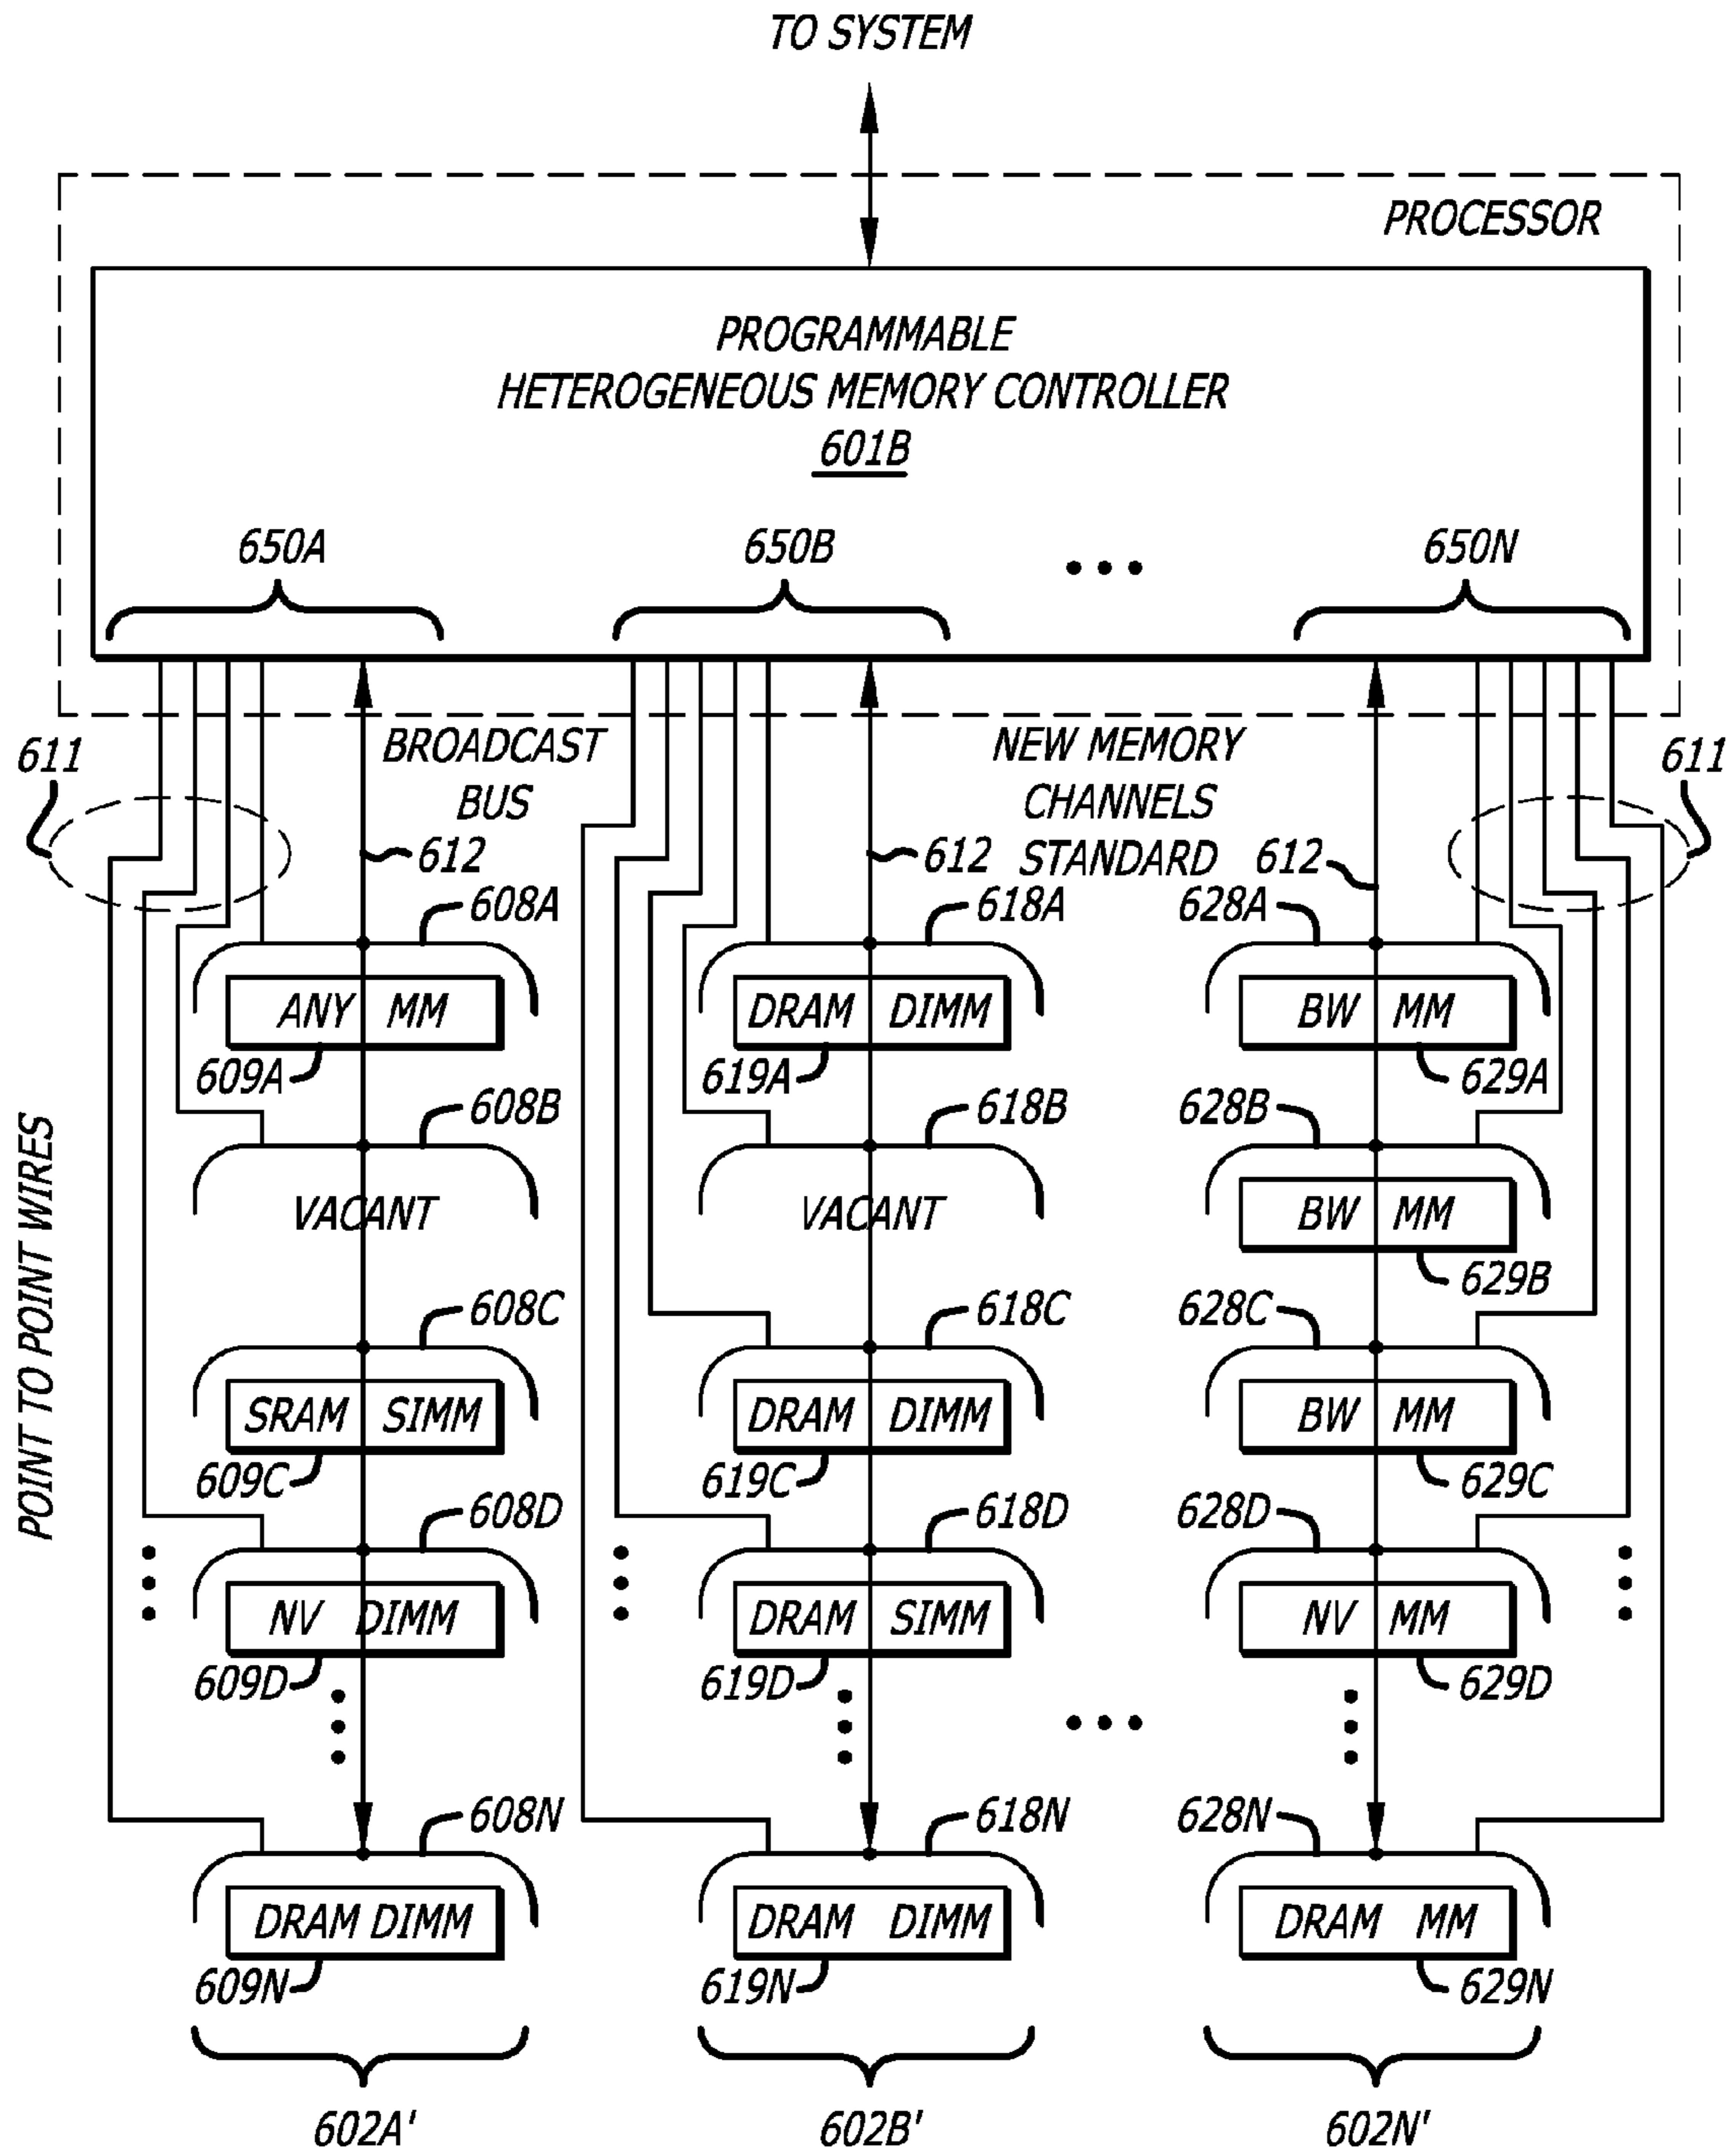 TO SYSTEM
PROCESSOR
PROGRAMMABLE
HETEROGENEOUS MEMORY CONTROLLER
601B
650A
650B
650N
611
BROADCAST
BUS
NEW MEMORY
CHANNELS
STANDARD
611
612
612
612
608A
618A
628A
ANY MM
DRAM DIMM
BW MM
609A
619A
629A
608B
618B
628B
VACANT
VACANT
BW MM
629B
POINT TO POINT WIRES
608C
618C
628C
SRAM SIMM
DRAM DIMM
BW MM
609C
619C
629C
608D
618D
628D
NV DIMM
DRAM SIMM
NV MM
609D
619D
629D
608N
618N
628N
DRAM DIMM
DRAM DIMM
DRAM MM
609N
619N
629N
602A'
602B'
602N'